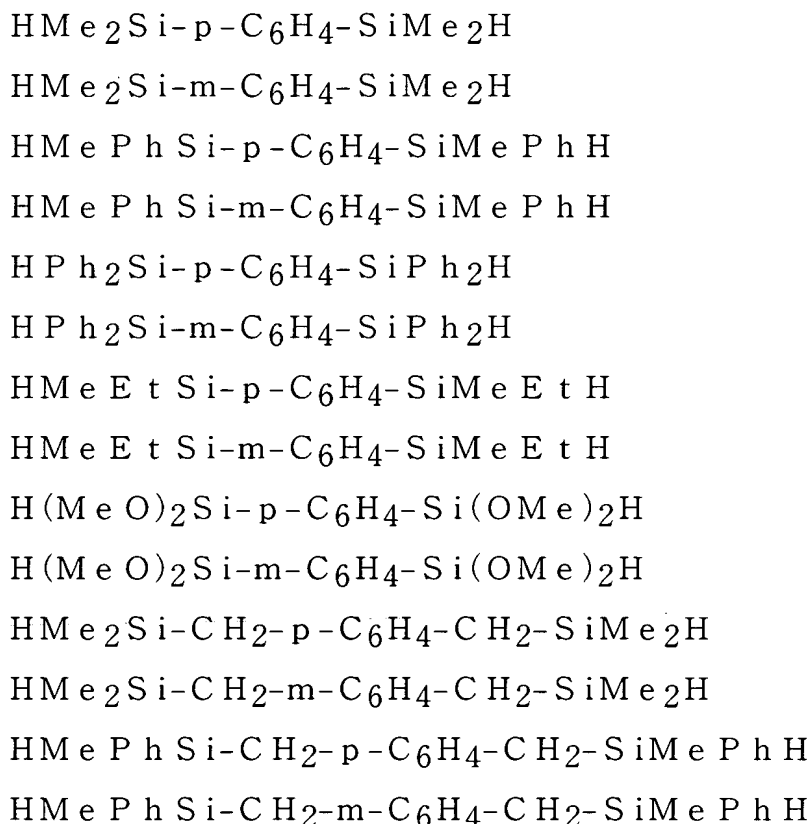 HMe₂Si-p-C₆H₄-SiMe₂H
HMe₂Si-m-C₆H₄-SiMe₂H
HMePhSi-p-C₆H₄-SiMePhH
HMePhSi-m-C₆H₄-SiMePhH
HPh₂Si-p-C₆H₄-SiPh₂H
HPh₂Si-m-C₆H₄-SiPh₂H
HMeEtSi-p-C₆H₄-SiMeEtH
HMeEtSi-m-C₆H₄-SiMeEtH
H(MeO)₂Si-p-C₆H₄-Si(OMe)₂H
H(MeO)₂Si-m-C₆H₄-Si(OMe)₂H
HMe₂Si-CH₂-p-C₆H₄-CH₂-SiMe₂H
HMe₂Si-CH₂-m-C₆H₄-CH₂-SiMe₂H
HMePhSi-CH₂-p-C₆H₄-CH₂-SiMePhH
HMePhSi-CH₂-m-C₆H₄-CH₂-SiMePhH